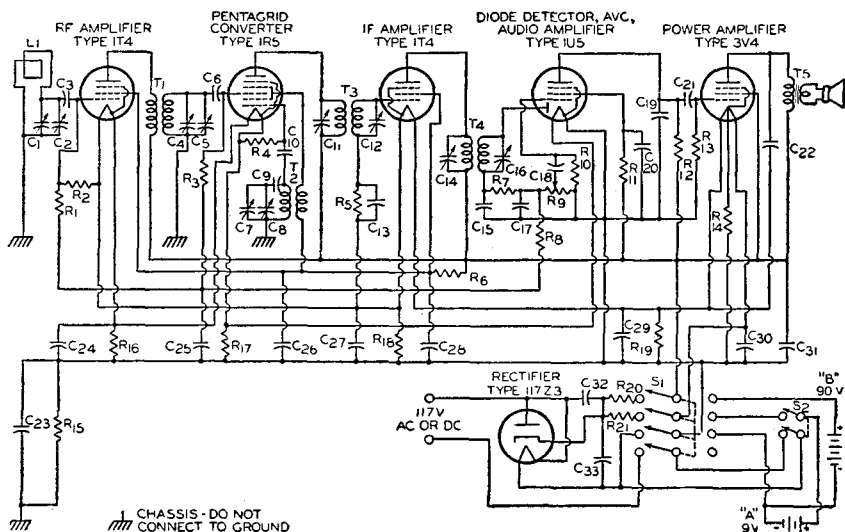 RF AMPLIFIER
TYPE 1T4
PENTAGRID
CONVERTER
TYPE 1R5
IF AMPLIFIER
TYPE 1T4
DIODE DETECTOR, AVC,
AUDIO AMPLIFIER
TYPE 1U5
POWER AMPLIFIER
TYPE 3V4
L1
C3
T1
C6
T3
T4
C19
C21
T5
C1
C2
C4
C5
R4
C10
C11
C12
C14
C16
C18
R10
C20
R11
R12
R13
C22
R2
R1
R3
C9
T2
C7
C8
R5
C13
R7
R9
C15
C17
R8
R14
R6
C24
R16
C25
R17
C26
C27
R18
C28
C29
R19
C30
C31
C23
R15
117V
AC OR DC
RECTIFIER
TYPE 117Z3
C32
R20
R21
C33
S1
S2
"B"
90V
"A"
9V
CHASSIS-DO NOT
CONNECT TO GROUND